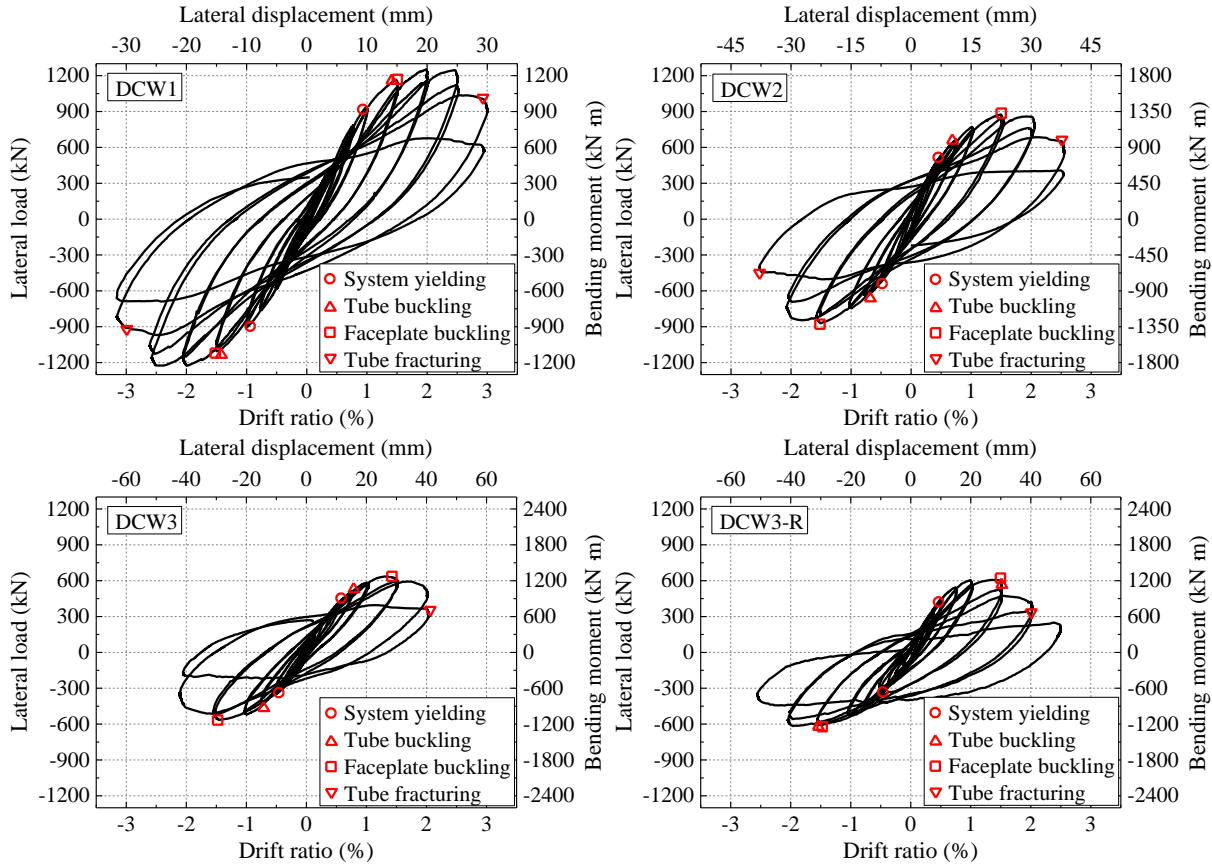 Lateral displacement (mm)
-30 -20 -10 0 10 20 30
1200
900
600
300
0
-300
-600
-900
-1200
Lateral load (kN)
DCW1
System yielding
Tube buckling
Faceplate buckling
Tube fracturing
1200
900
600
300
0
-300
-600
-900
-1200
Bending moment (kN·m)
-3 -2 -1 0 1 2 3
Drift ratio (%)
Lateral displacement (mm)
-45 -30 -15 0 15 30 45
1200
900
600
300
0
-300
-600
-900
-1200
Lateral load (kN)
DCW2
System yielding
Tube buckling
Faceplate buckling
Tube fracturing
1800
1350
900
450
0
-450
-600
-900
-1350
-1800
Bending moment (kN·m)
-3 -2 -1 0 1 2 3
Drift ratio (%)
Lateral displacement (mm)
-60 -40 -20 0 20 40 60
1200
900
600
300
0
-300
-600
-900
-1200
Lateral load (kN)
DCW3
System yielding
Tube buckling
Faceplate buckling
Tube fracturing
2400
1800
1200
600
0
-600
-1200
-1800
-2400
Bending moment (kN·m)
-3 -2 -1 0 1 2 3
Drift ratio (%)
Lateral displacement (mm)
-60 -40 -20 0 20 40 60
1200
900
600
300
0
-300
-600
-900
-1200
Lateral load (kN)
DCW3-R
System yielding
Tube buckling
Faceplate buckling
Tube fracturing
2400
1800
1200
600
0
-600
-1200
-1800
-2400
Bending moment (kN·m)
-3 -2 -1 0 1 2 3
Drift ratio (%)